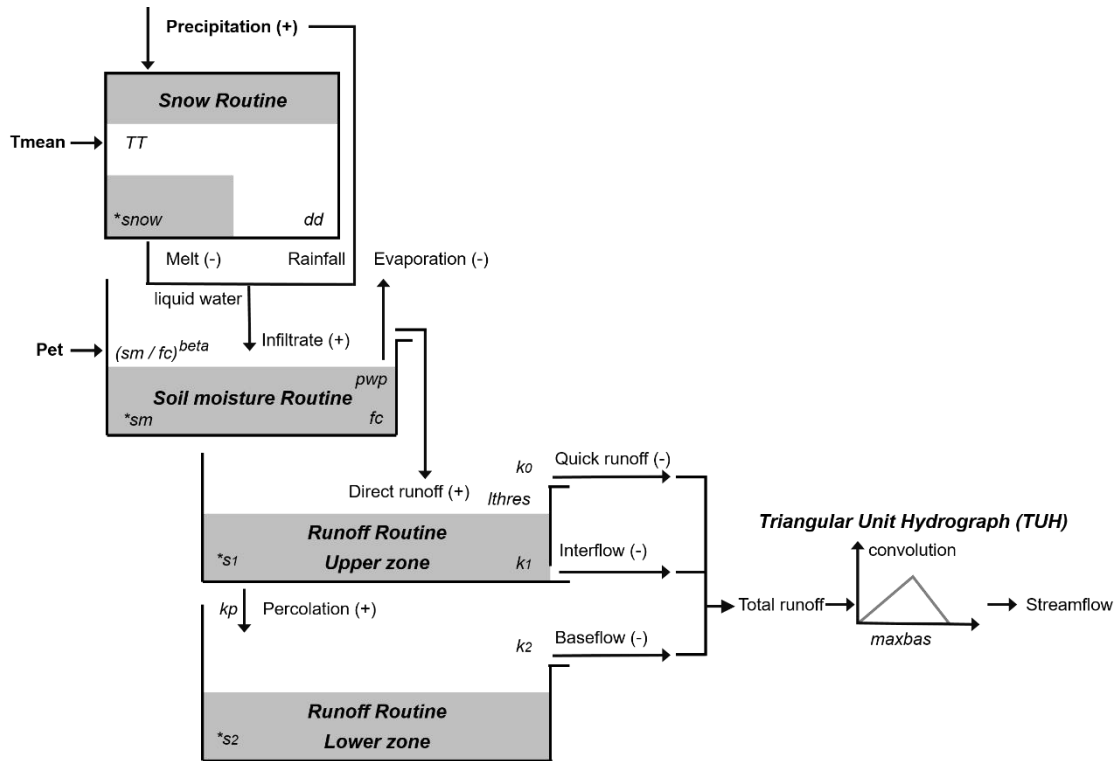 Precipitation (+)
Snow Routine
Tmean
TT
*snow
dd
Melt (-)
Rainfall
Evaporation (-)
liquid water
Infiltrate (+)
Pet
(sm / fc)^beta
pwp
Soil moisture Routine
*sm
fc
k0
Quick runoff (-)
Direct runoff (+)
lthres
Runoff Routine
Upper zone
*s1
k1
Interflow (-)
Triangular Unit Hydrograph (TUH)
convolution
kp
Percolation (+)
Total runoff
Streamflow
maxbas
k2
Baseflow (-)
Runoff Routine
Lower zone
*s2